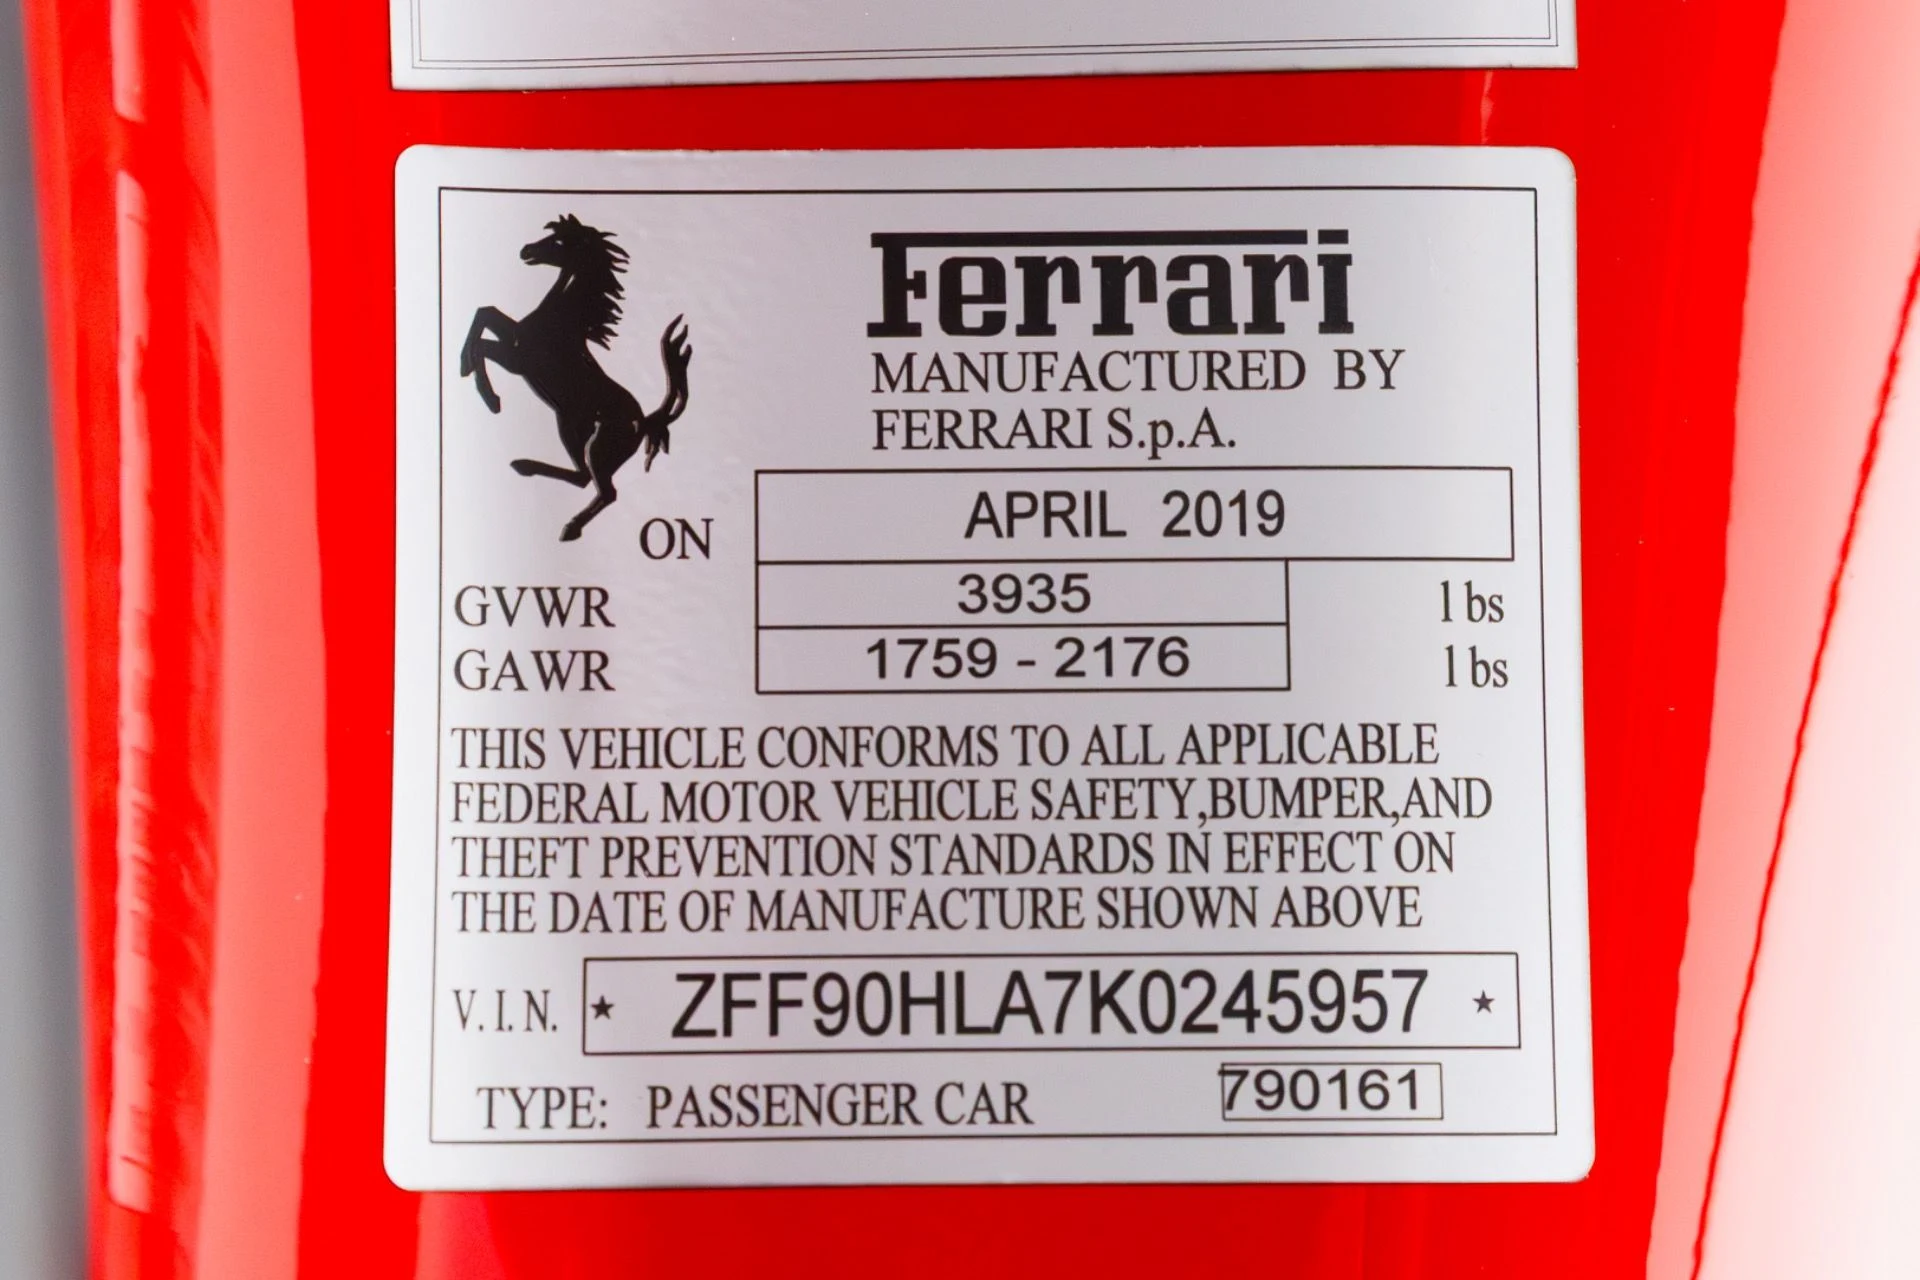 Ferrari
MANUFACTURED BY
FERRARI S.p.A.
ON APRIL 2019
GVWR 3935 lbs
GAWR 1759 - 2176 lbs
THIS VEHICLE CONFORMS TO ALL APPLICABLE
FEDERAL MOTOR VEHICLE SAFETY,BUMPER,AND
THEFT PREVENTION STANDARDS IN EFFECT ON
THE DATE OF MANUFACTURE SHOWN ABOVE
V.I.N. ★ ZFF90HLA7K0245957 ★
TYPE: PASSENGER CAR 790161